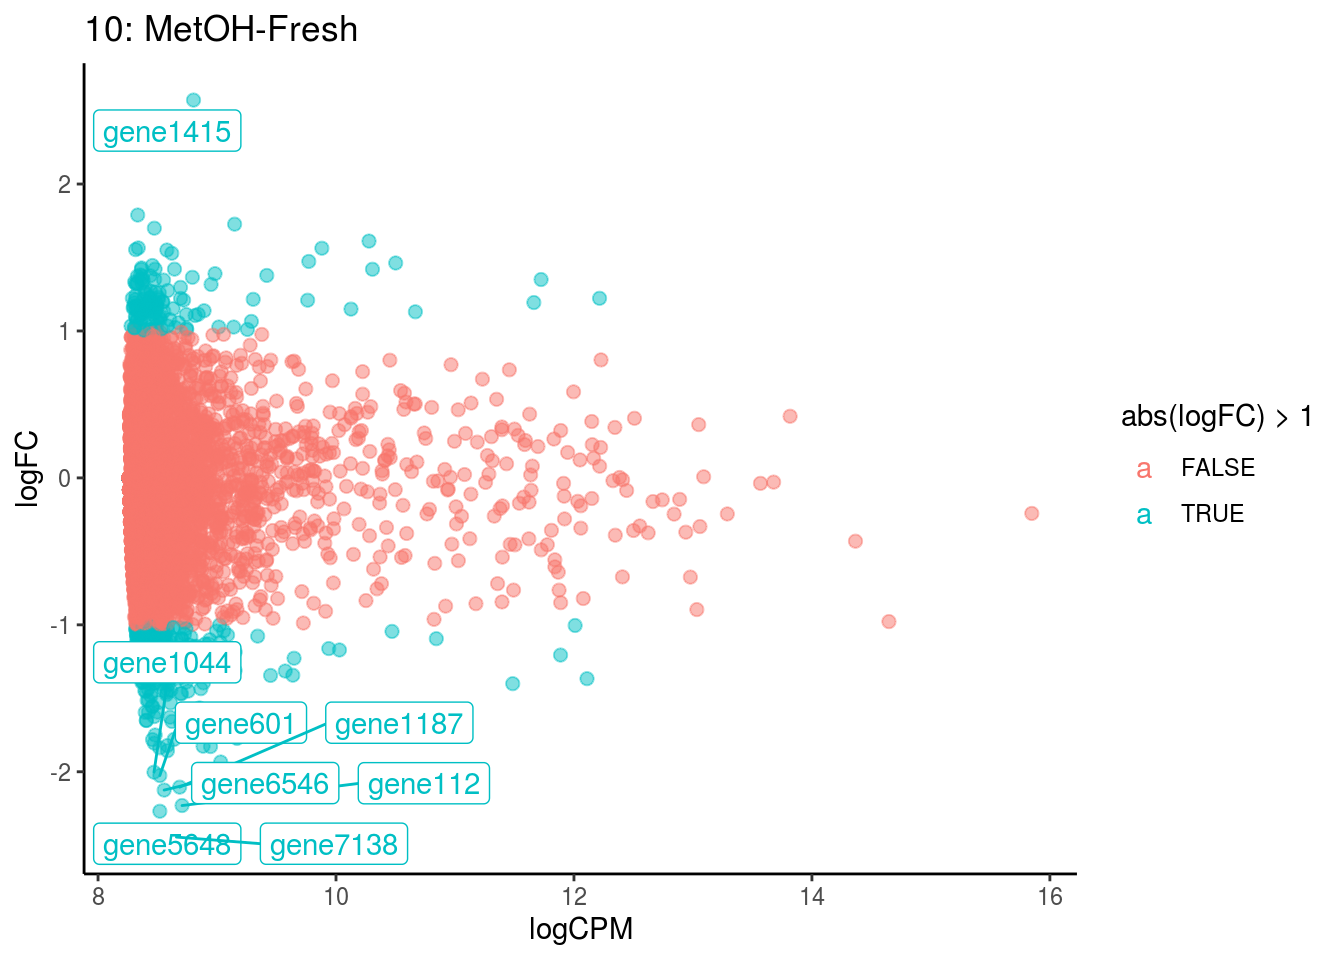 10: MetOH-Fresh
gene1415
2
1
0
-1
-2
logFC
gene1044
gene601
gene1187
gene6546
gene112
gene5648
gene7138
8
10
12
14
16
logCPM
abs(logFC) > 1
a FALSE
a TRUE